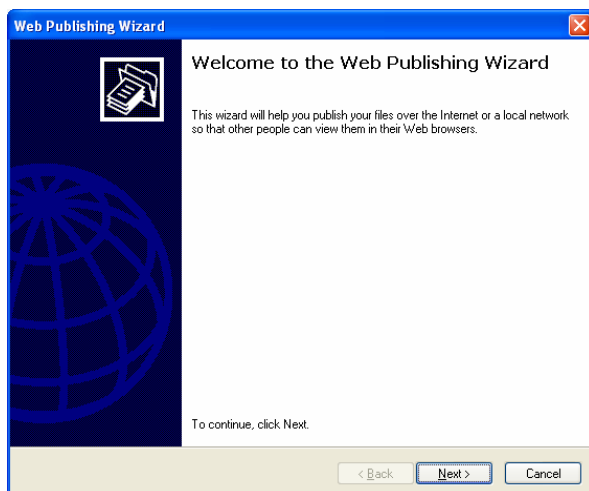 Web Publishing Wizard
Welcome to the Web Publishing Wizard
This wizard will help you publish your files over the Internet or a local network
so that other people can view them in their Web browsers.
To continue, click Next.
< Back Next > Cancel